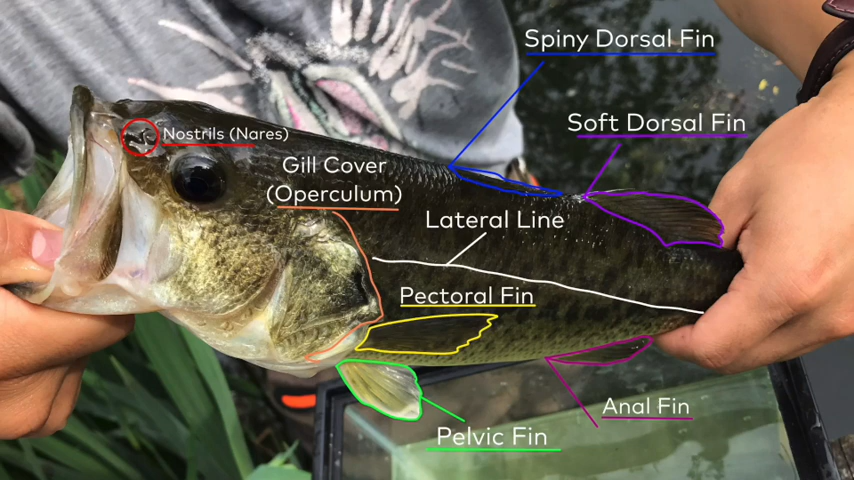 Spiny Dorsal Fin
Soft Dorsal Fin
Nostrils (Nares)
Gill Cover
(Operculum)
Lateral Line
Pectoral Fin
Anal Fin
Pelvic Fin